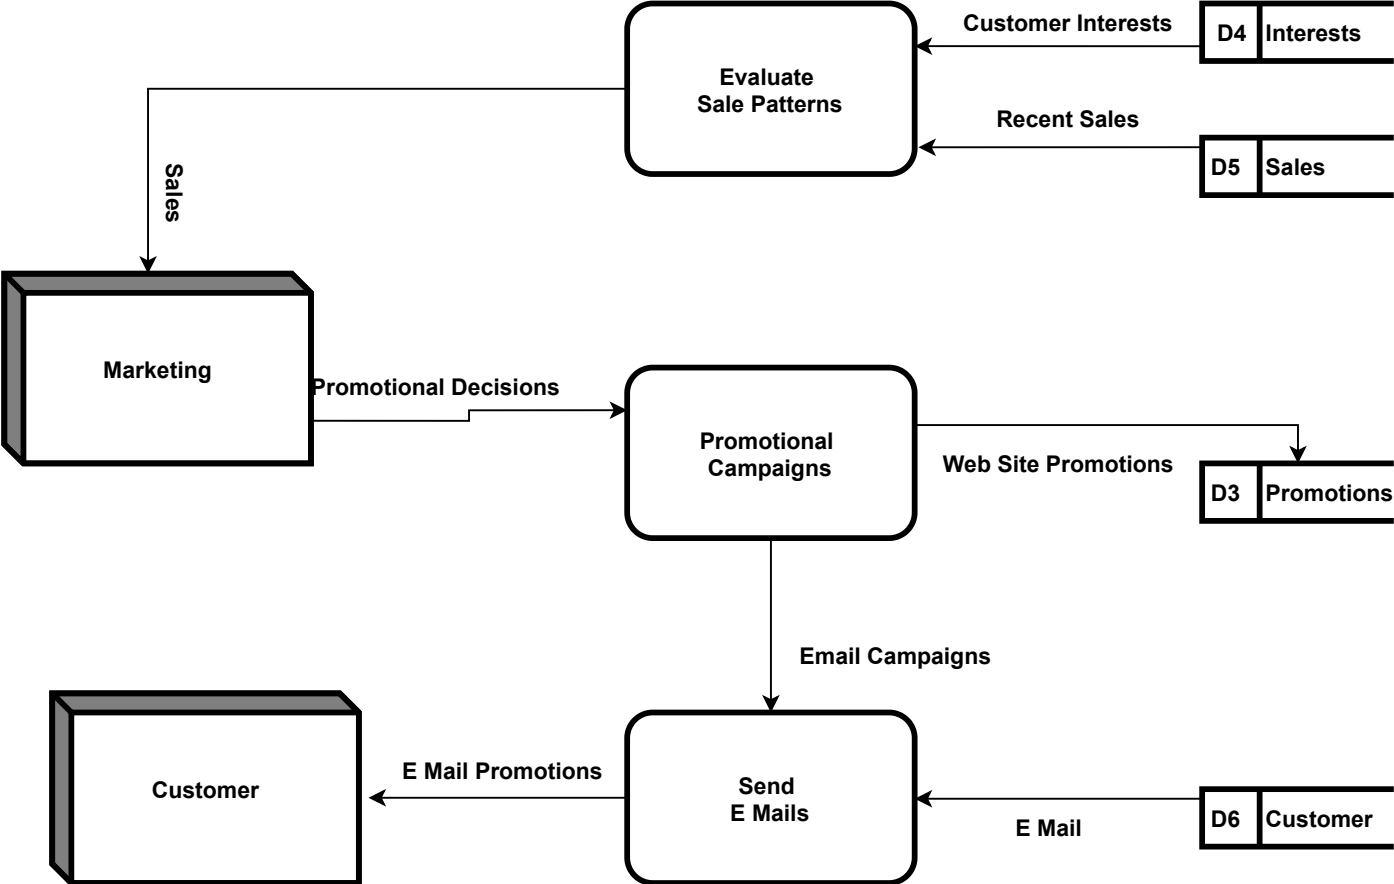 Customer Interests
D4
Interests
Evaluate
Sale Patterns
Recent Sales
D5
Sales
Sales
Marketing
Promotional Decisions
Promotional
Campaigns
Web Site Promotions
D3
Promotions
Email Campaigns
Customer
E Mail Promotions
Send
E Mails
E Mail
D6
Customer